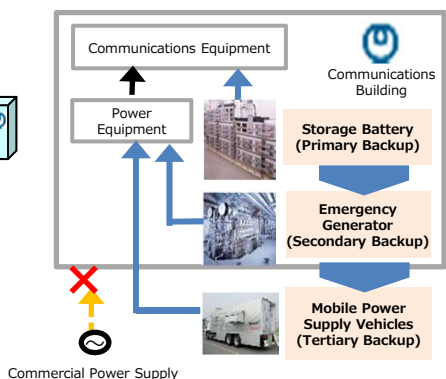 Communications Equipment
Communications
Building
Power
Equipment
Storage Battery
(Primary Backup)
Emergency
Generator
(Secondary Backup)
Mobile Power
Supply Vehicles
(Tertiary Backup)
Commercial Power Supply